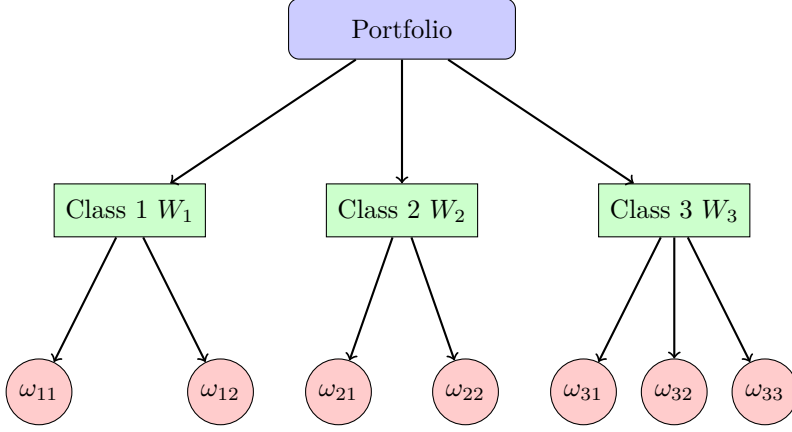 Portfolio
Class 1 W₁
Class 2 W₂
Class 3 W₃
ω₁₁
ω₁₂
ω₂₁
ω₂₂
ω₃₁
ω₃₂
ω₃₃